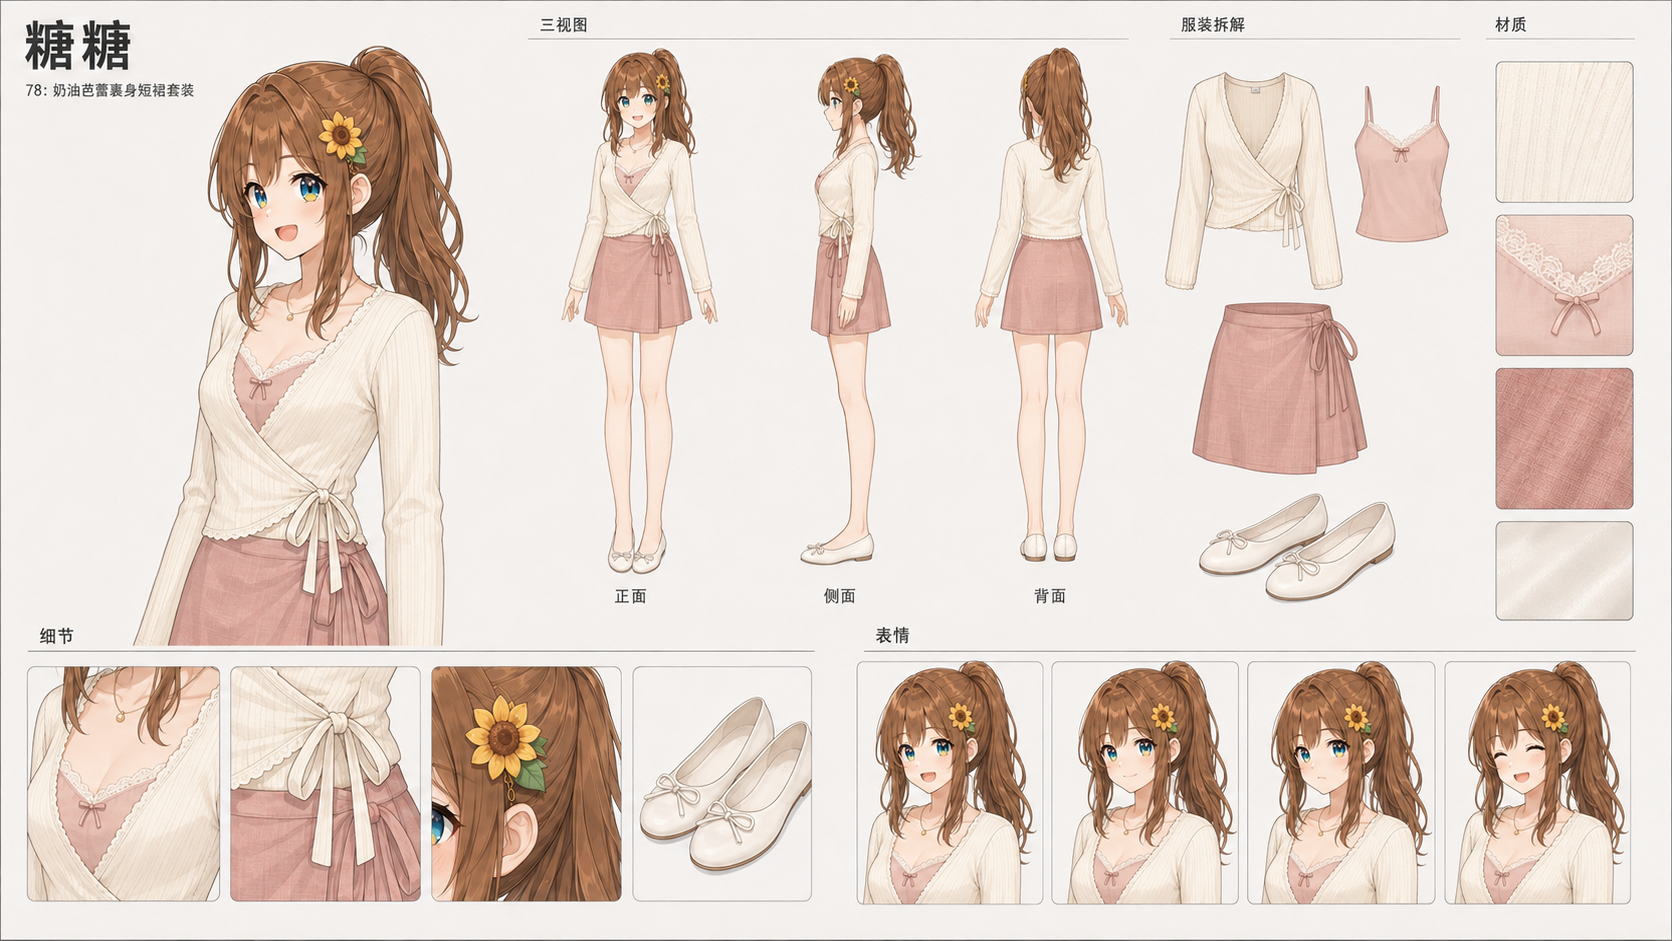 糖糖
78: 奶油芭蕾裹身短裙套装
三视图
正面
侧面
背面
服装拆解
材质
细节
表情